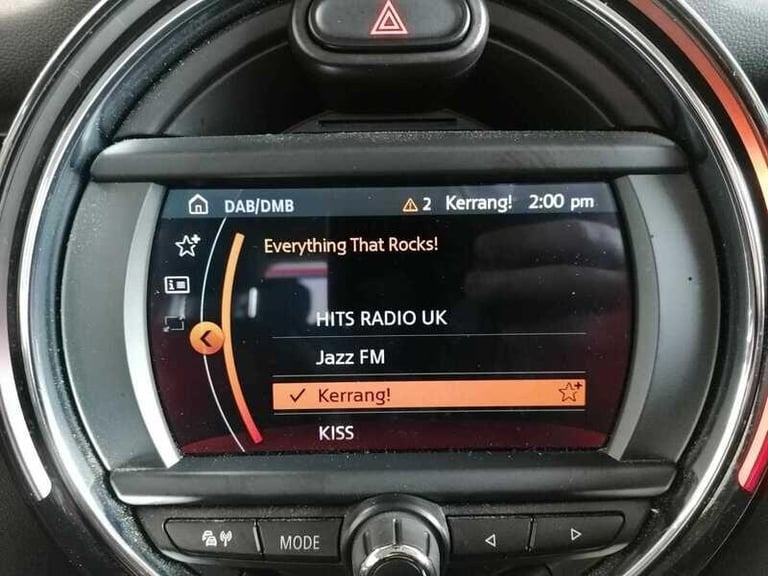 DAB/DMB 2 Kerrang! 2:00 pm
Everything That Rocks!
HITS RADIO UK
Jazz FM
Kerrang!
KISS
MODE